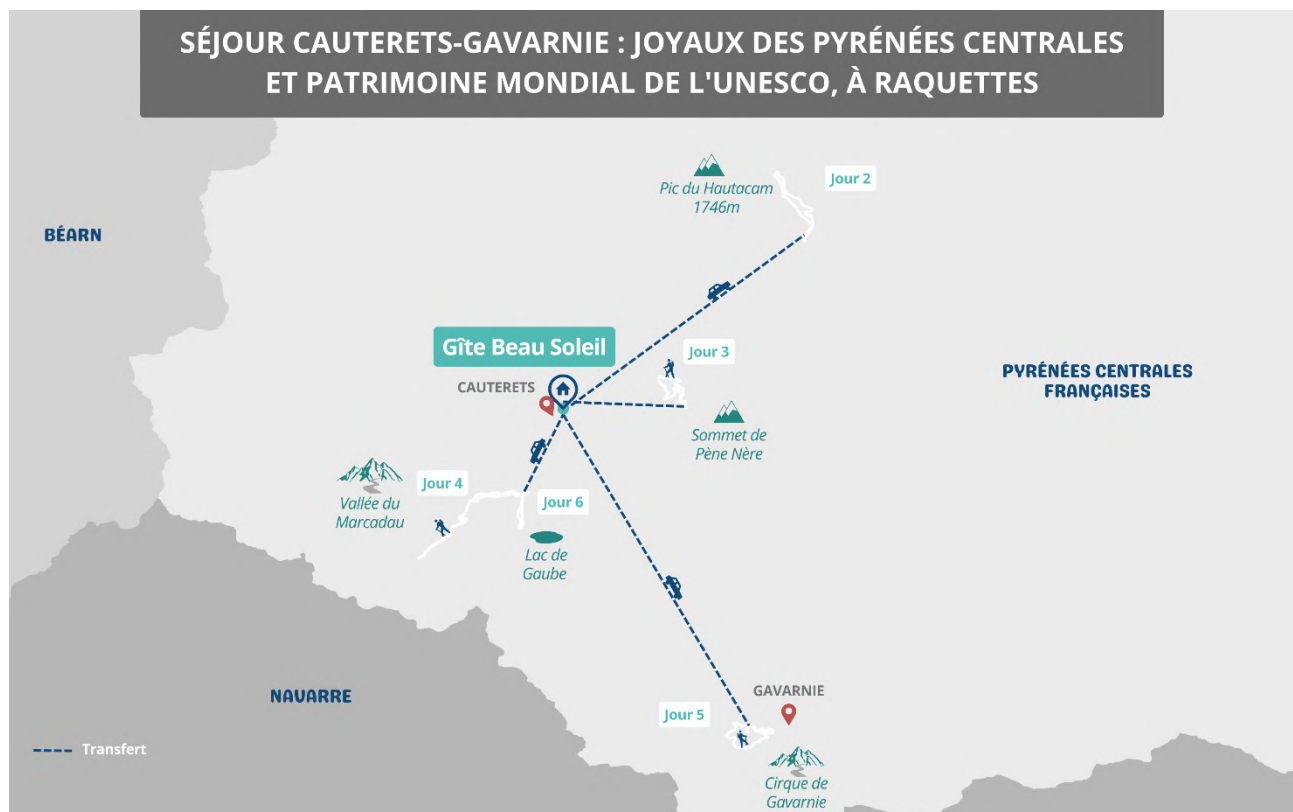 SÉJOUR CAUTERETS-GAVARNIE : JOYAUX DES PYRÉNÉES CENTRALES
ET PATRIMOINE MONDIAL DE L'UNESCO, À RAQUETTES
Pic du Hautacam
1746m
Jour 2
BÉARN
Gîte Beau Soleil
Jour 3
CAUTERETS
PYRÉNÉES CENTRALES
FRANÇAISES
Sommet de
Pène Nère
Jour 4
Vallée du
Marcadau
Jour 6
Lac de
Gaube
NAVARRE
GAVARNIE
Jour 5
Transfert
Cirque de
Gavarnie